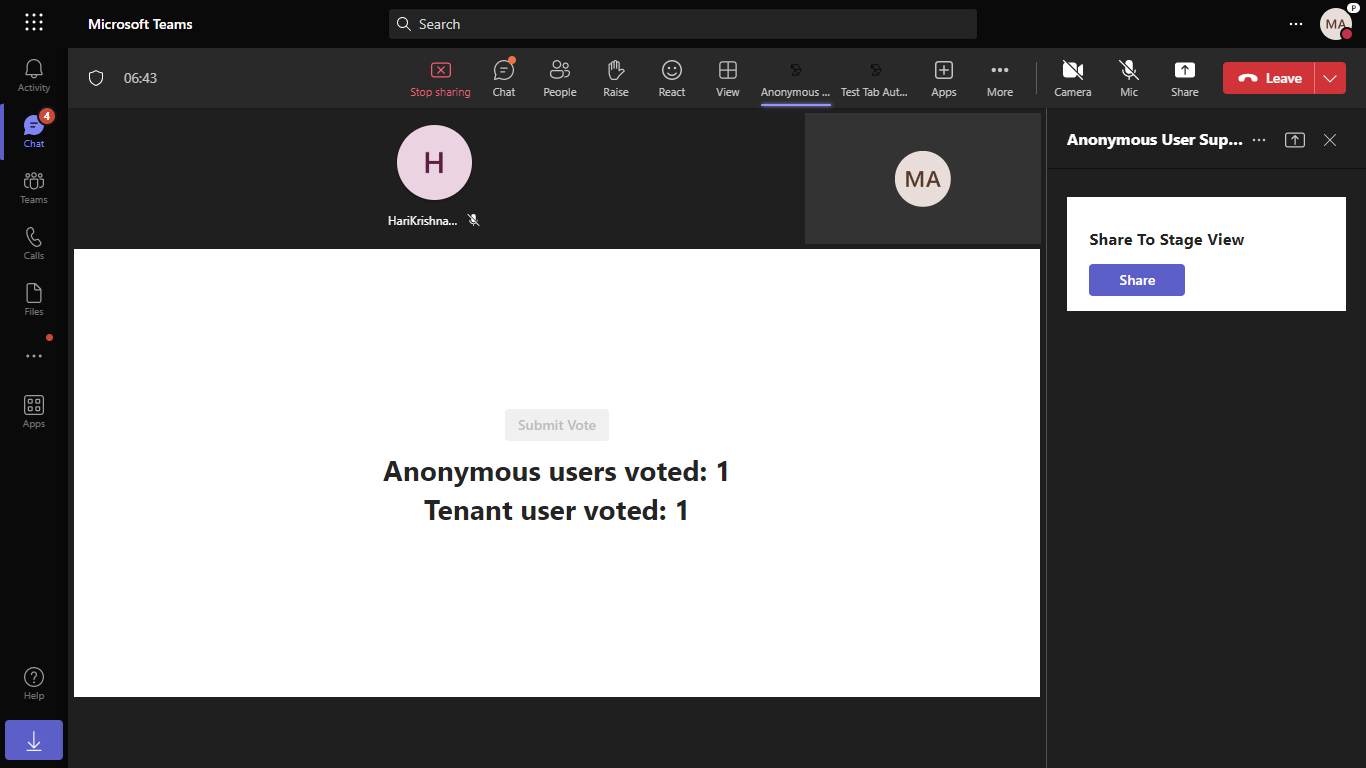 Microsoft Teams
Search
MA
P
Activity
4
Chat
Teams
Calls
Files
Apps
Help
06:43
Stop sharing
Chat
People
Raise
React
View
Anonymous ...
Test Tab Aut...
Apps
More
Camera
Mic
Share
Leave
H
HariKrishna...
MA
Submit Vote
Anonymous users voted: 1
Tenant user voted: 1
Anonymous User Sup...
Share To Stage View
Share